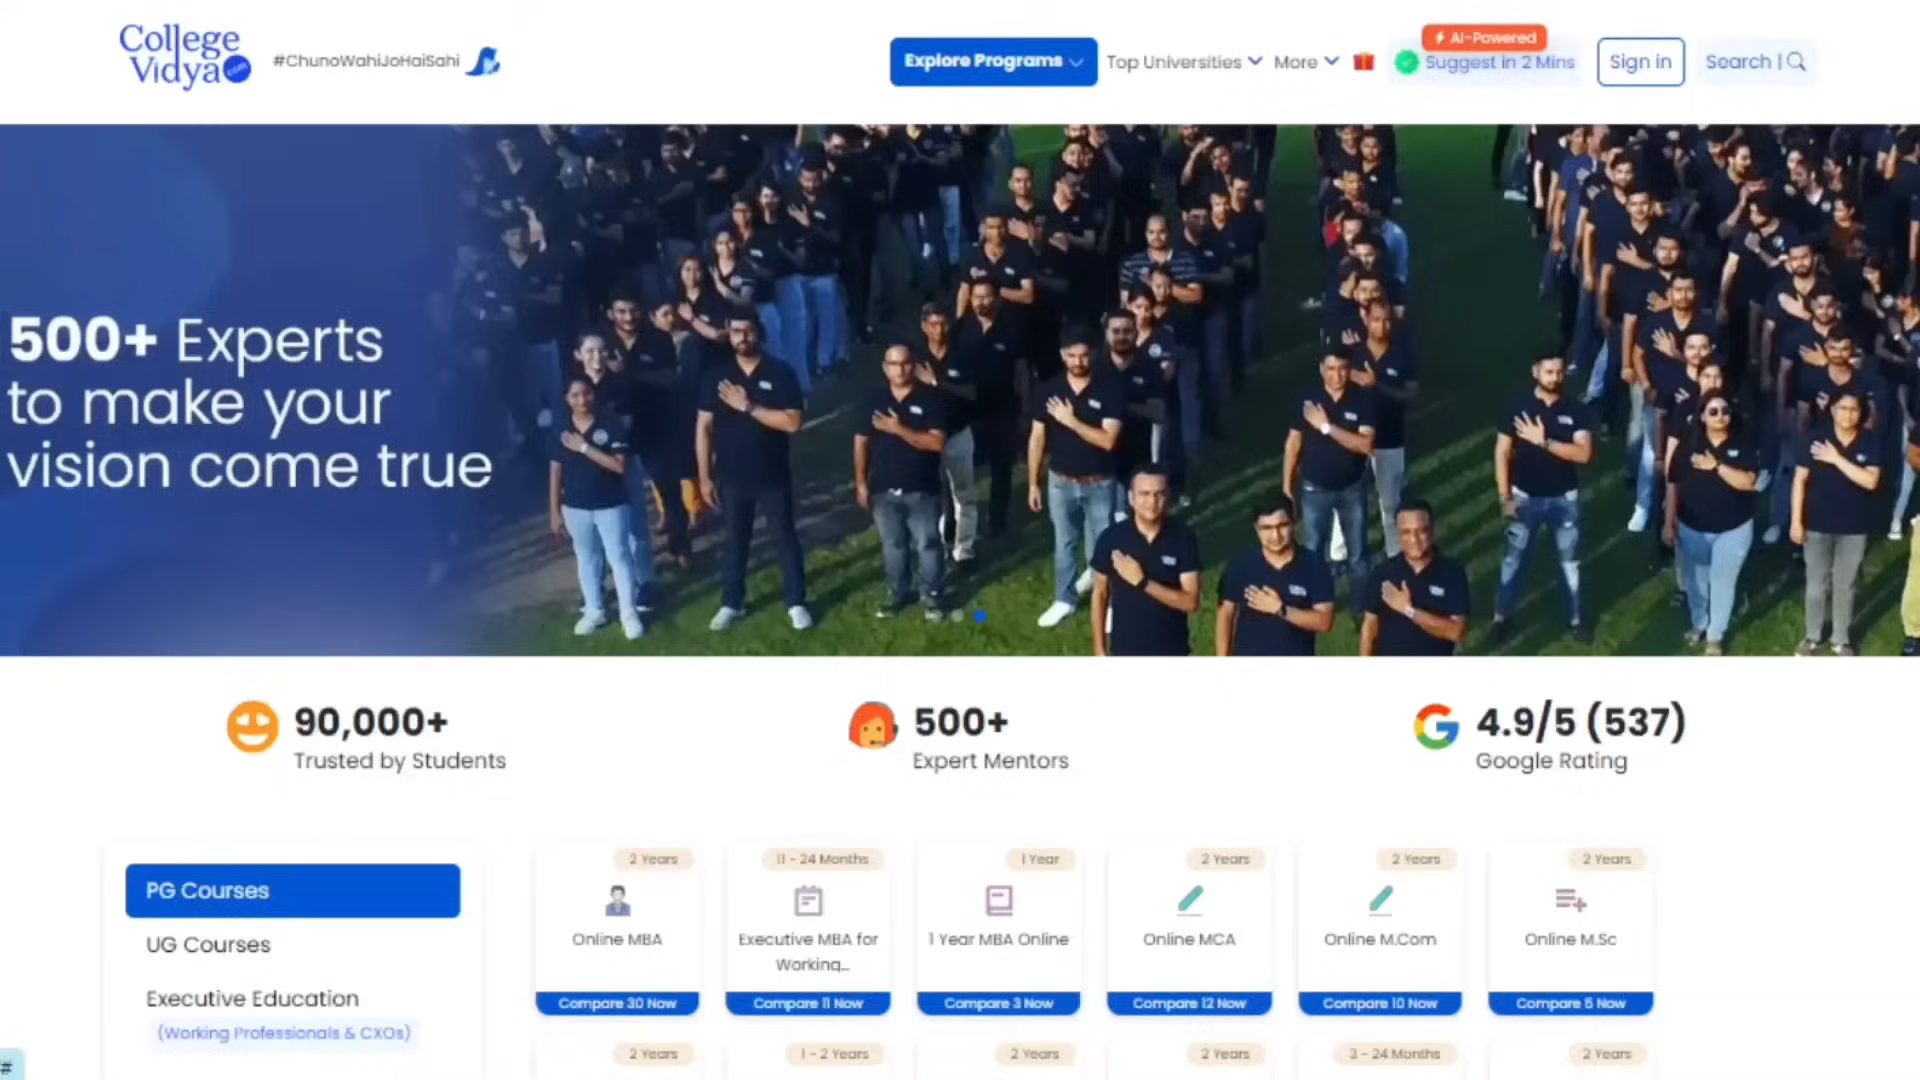 College
Vidya.com
#ChunoWahiJoHaiSahi
Explore Programs
Top Universities
More
AI-Powered
Suggest in 2 Mins
Sign in
Search |
500+ Experts
to make your
vision come true
90,000+
Trusted by Students
500+
Expert Mentors
4.9/5 (537)
Google Rating
PG Courses
UG Courses
Executive Education
(Working Professionals & CXOs)
2 Years
Online MBA
Compare 30 Now
11 - 24 Months
Executive MBA for
Working...
Compare 11 Now
1 Year
1 Year MBA Online
Compare 3 Now
2 Years
Online MCA
Compare 12 Now
2 Years
Online M.Com
Compare 10 Now
2 Years
Online M.Sc
Compare 5 Now
2 Years
1 - 2 Years
2 Years
2 Years
3 - 24 Months
2 Years
#